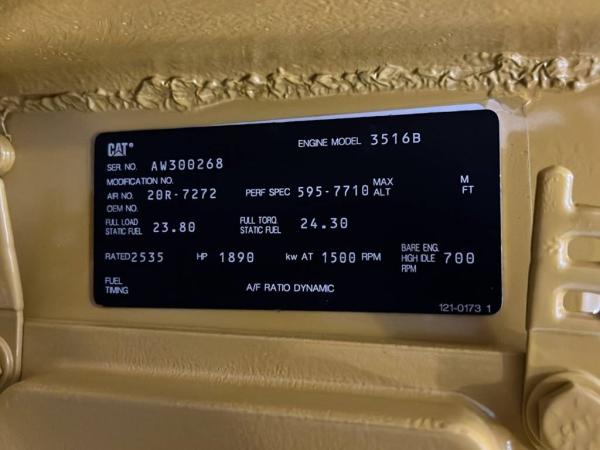 CAT® ENGINE MODEL 3516B
SER NO. AW300268
MODIFICATION NO.
AIR NO. 20R-7272 PERF SPEC 595-7710 MAX ALT M FT
OEM NO.
FULL LOAD STATIC FUEL 23.80 FULL TORQ. STATIC FUEL 24.30
RATED 2535 HP 1890 kW AT 1500 RPM BARE ENG. HIGH IDLE RPM 700
FUEL TIMING A/F RATIO DYNAMIC
121-0173 1